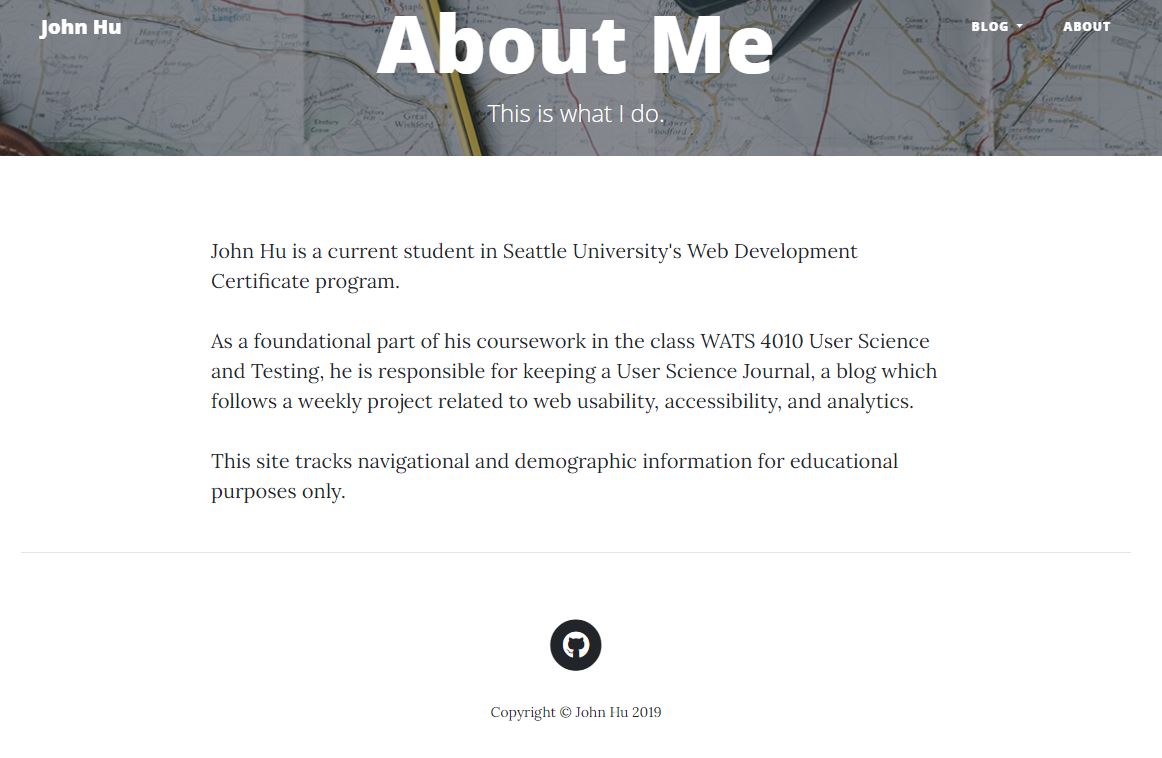 John Hu
BLOG
ABOUT
About Me
This is what I do.
John Hu is a current student in Seattle University's Web Development
Certificate program.
As a foundational part of his coursework in the class WATS 4010 User Science
and Testing, he is responsible for keeping a User Science Journal, a blog which
follows a weekly project related to web usability, accessibility, and analytics.
This site tracks navigational and demographic information for educational
purposes only.
Copyright © John Hu 2019